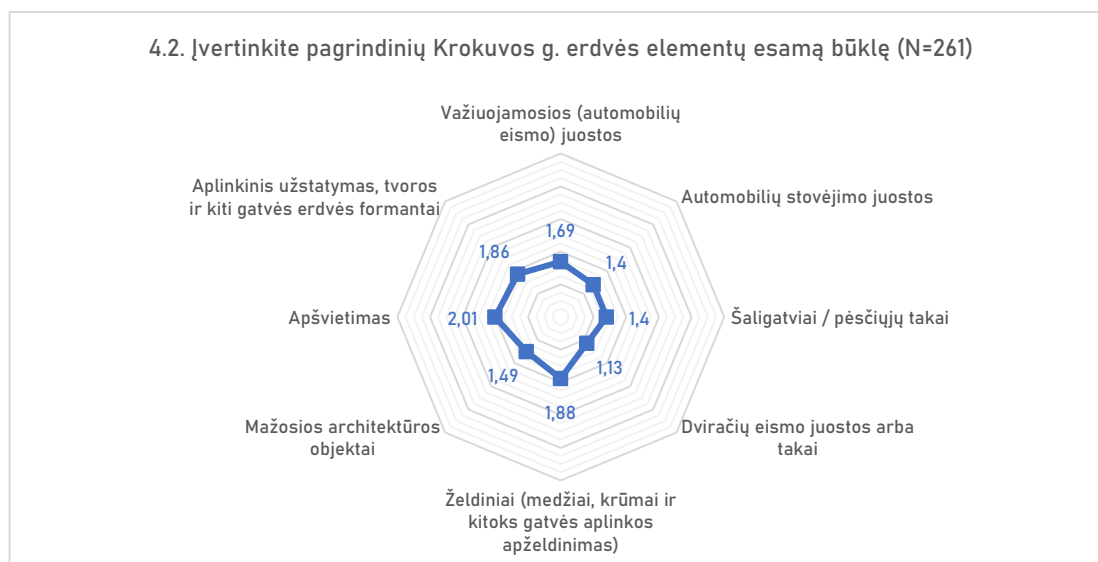 4.2. Įvertinkite pagrindinių Krokuvos g. erdvės elementų esamą būklę (N=261)
Važiuojamosios (automobilių
eismo) juostos
Automobilių stovėjimo juostos
Šaligatviai / pėsčiųjų takai
Dviračių eismo juostos arba
takai
Želdiniai (medžiai, krūmai ir
kitoks gatvės aplinkos
apželdinimas)
Mažosios architektūros
objektai
Apšvietimas
Aplinkinis užstatymas, tvoros
ir kiti gatvės erdvės formantai
1,69
1,4
1,4
1,13
1,88
1,49
2,01
1,86